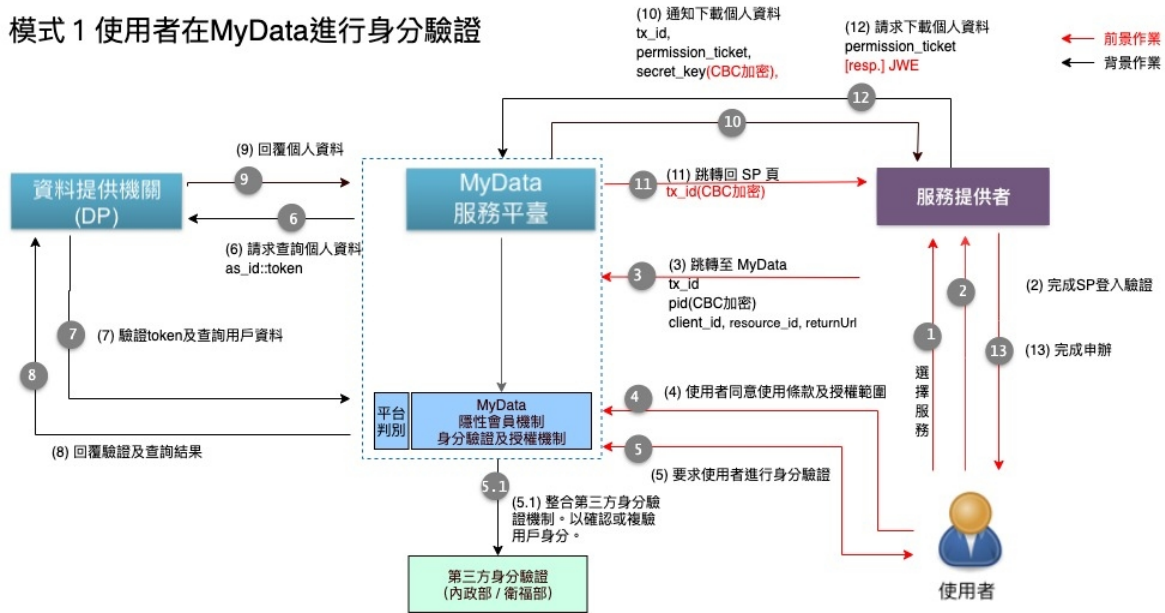 模式 1 使用者在MyData進行身分驗證
(10) 通知下載個人資料
tx_id,
permission_ticket,
secret_key(CBC加密),
(12) 請求下載個人資料
permission_ticket
[resp.] JWE
前景作業
背景作業
12
10
(9) 回覆個人資料
9
資料提供機關
(DP)
6
(6) 請求查詢個人資料
as_id::token
MyData
服務平臺
11
(11) 跳轉回 SP 頁
tx_id(CBC加密)
服務提供者
3
(3) 跳轉至 MyData
tx_id
pid(CBC加密)
client_id, resource_id, returnUrl
2
(2) 完成SP登入驗證
1
選擇服務
13
(13) 完成申辦
7
(7) 驗證token及查詢用戶資料
8
(8) 回覆驗證及查詢結果
平台
判別
MyData
隱性會員機制
身分驗證及授權機制
4
(4) 使用者同意使用條款及授權範圍
5
(5) 要求使用者進行身分驗證
5.1
(5.1) 整合第三方身分驗
證機制。以確認或複驗
用戶身分。
第三方身分驗證
(內政部 / 衛福部)
使用者